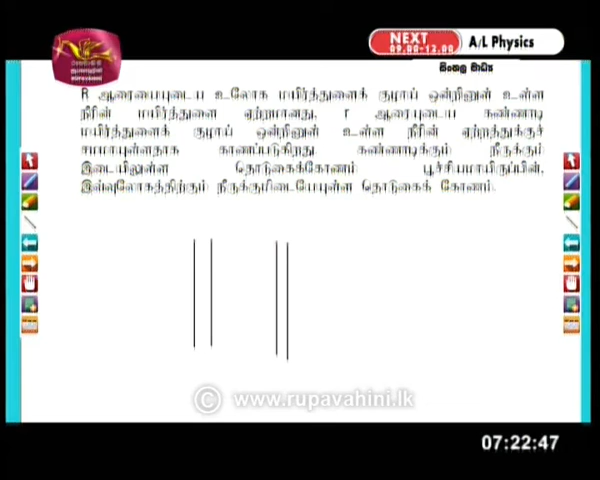 NEXT
09.00-12.00
A/L Physics
සිංහල මාධ්‍ය
R ஆரையையுடைய உலோக மயிர்த்துளைக் குழாய் ஒன்றினுள் உள்ள
நீரின் மயிர்த்துளை ஏற்றமானது, r ஆரையுடைய கண்ணாடி
மயிர்த்துளைக் குழாய் ஒன்றினுள் உள்ள நீரின் ஏற்றத்துக்குச்
சமமாயுள்ளதாக காணப்படுகிறது. கண்ணாடிக்கும் நீருக்கும்
இடையிலுள்ள தொடுகைக்கோணம் பூச்சியமாயிருப்பின்,
இவ்வுலோகத்திற்கும் நீருக்குமிடையேயுள்ள தொடுகைக் கோணம்.
© www.rupavahini.lk
07:22:47